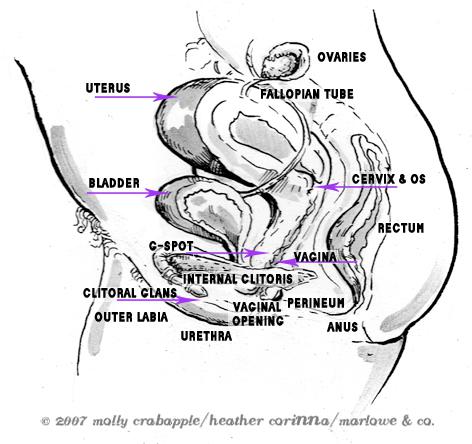 OVARIES
UTERUS
FALLOPIAN TUBE
CERVIX & OS
BLADDER
RECTUM
G-SPOT
VAGINA
INTERNAL CLITORIS
CLITORAL GLANS
PERINEUM
VAGINAL
OPENING
OUTER LABIA
ANUS
URETHRA
© 2007 molly crabapple/heather corinna/marlowe & co.